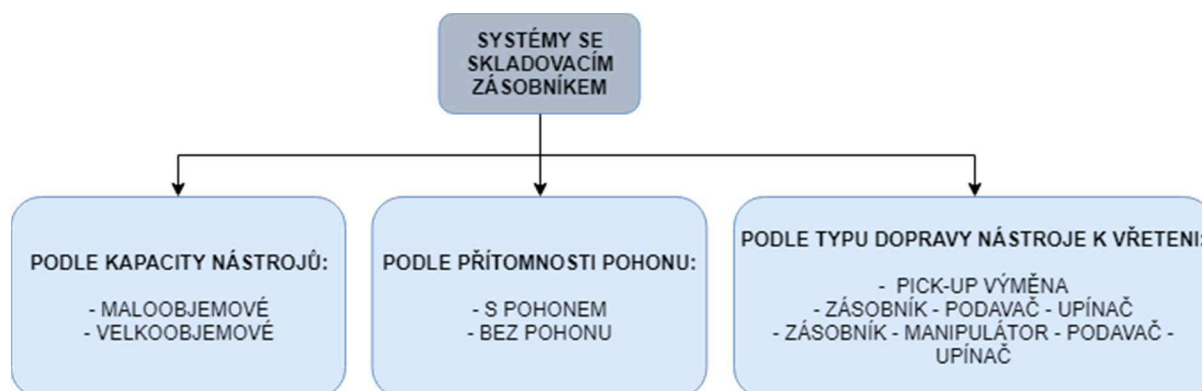 SYSTÉMY SE
SKLADOVACÍM
ZÁSOBNÍKEM
PODLE KAPACITY NÁSTROJŮ:
- MALOOBJEMOVÉ
- VELKOOBJEMOVÉ
PODLE PŘÍTOMNOSTI POHONU:
- S POHONEM
- BEZ POHONU
PODLE TYPU DOPRAVY NÁSTROJE K VŘETENI:
- PICK-UP VÝMĚNA
- ZÁSOBNÍK - PODAVAČ - UPÍNAČ
- ZÁSOBNÍK - MANIPULÁTOR - PODAVAČ -
UPÍNAČ